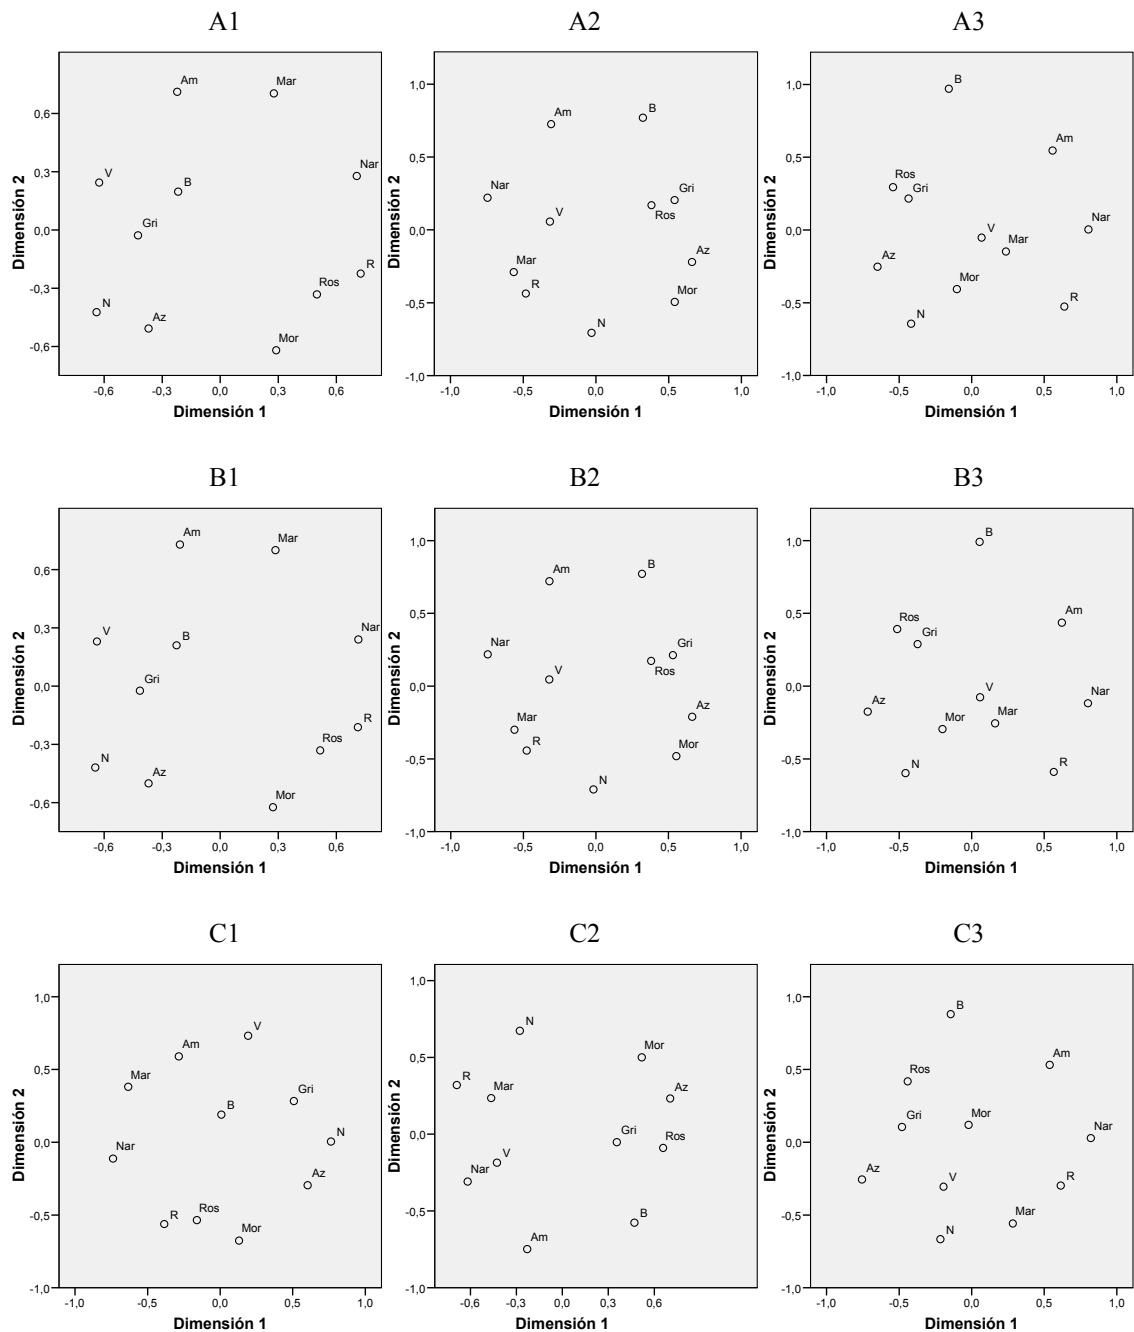 A1 A2 A3
Am Mar
V B Nar
Gri
Ros R
N Az
Mor
0,6
0,3
0,0
-0,3
-0,6
-0,6 -0,3 0,0 0,3 0,6
Dimensión 2
Dimensión 1
Am B
Nar Gri
V Ros
Mar Az
R Mor
N
1,0
0,5
0,0
-0,5
-1,0
-1,0 -0,5 0,0 0,5 1,0
Dimensión 2
Dimensión 1
B
Am
Ros Gri
V Nar
Az Mar
Mor
N R
1,0
0,5
0,0
-0,5
-1,0
-1,0 -0,5 0,0 0,5 1,0
Dimensión 2
Dimensión 1
B1 B2 B3
Am Mar
V B Nar
Gri
Ros R
N Az
Mor
0,6
0,3
0,0
-0,3
-0,6
-0,6 -0,3 0,0 0,3 0,6
Dimensión 2
Dimensión 1
Am B
Nar Gri
V Ros
Mar Az
R Mor
N
1,0
0,5
0,0
-0,5
-1,0
-1,0 -0,5 0,0 0,5 1,0
Dimensión 2
Dimensión 1
B
Ros Am
Gri
Az V Nar
Mor Mar
N R
1,0
0,5
0,0
-0,5
-1,0
-1,0 -0,5 0,0 0,5 1,0
Dimensión 2
Dimensión 1
C1 C2 C3
V
Am
Mar Gri
B
Nar N
Az
R Ros
Mor
1,0
0,5
0,0
-0,5
-1,0
-1,0 -0,5 0,0 0,5 1,0
Dimensión 2
Dimensión 1
N
Mor
R Mar Az
Gri Ros
Nar V
B
Am
1,0
0,5
0,0
-0,5
-1,0
-0,6 -0,3 0,0 0,3 0,6
Dimensión 2
Dimensión 1
B
Am
Ros
Gri Mor Nar
Az V R
Mar
N
1,0
0,5
0,0
-0,5
-1,0
-1,0 -0,5 0,0 0,5 1,0
Dimensión 2
Dimensión 1